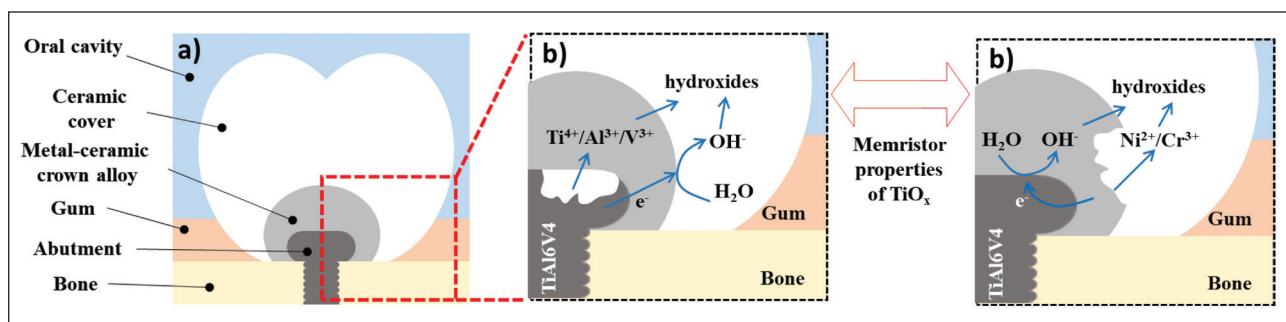 Oral cavity
Ceramic
cover
Metal-ceramic
crown alloy
Gum
Abutment
Bone
a)
b)
hydroxides
Ti⁴⁺/Al³⁺/V³⁺
OH⁻
e⁻
H₂O
Gum
TiAl6V4
Bone
Memristor
properties
of TiOₓ
b)
hydroxides
H₂O OH⁻ Ni²⁺/Cr³⁺
e⁻
Gum
TiAl6V4
Bone